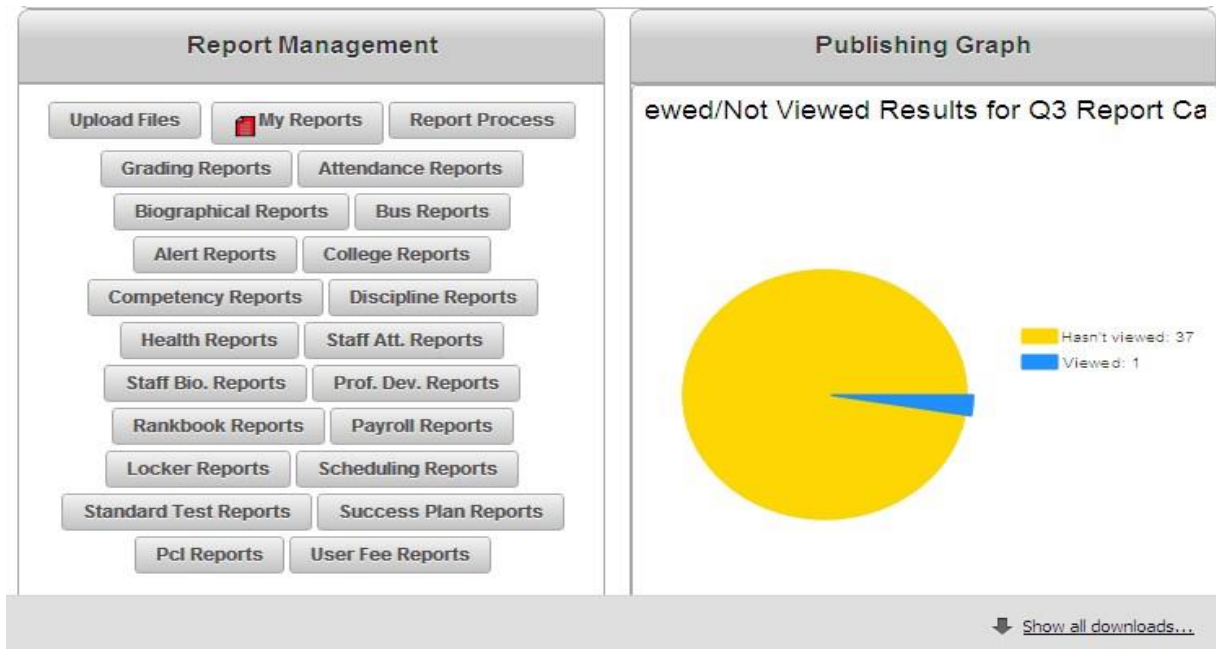 Report Management
Upload Files My Reports Report Process
Grading Reports Attendance Reports
Biographical Reports Bus Reports
Alert Reports College Reports
Competency Reports Discipline Reports
Health Reports Staff Att. Reports
Staff Bio. Reports Prof. Dev. Reports
Rankbook Reports Payroll Reports
Locker Reports Scheduling Reports
Standard Test Reports Success Plan Reports
Pcl Reports User Fee Reports
Publishing Graph
ewed/Not Viewed Results for Q3 Report Ca
Hasn't viewed: 37
Viewed: 1
Show all downloads...